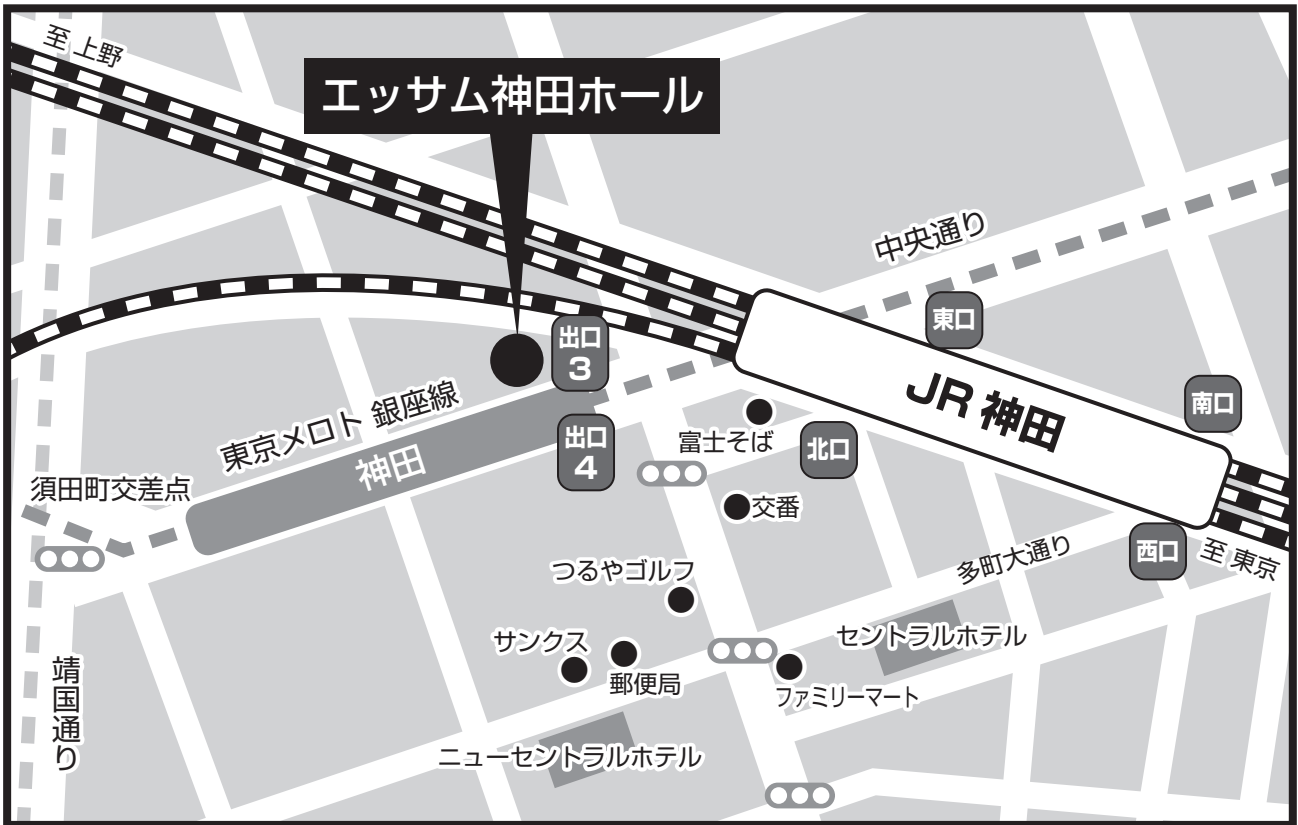 至 上野
エッサム神田ホール
中央通り
東口
出口
3
JR 神田
南口
東京メロト 銀座線
富士そば
出口
4
北口
神田
須田町交差点
交番
西口
至 東京
多町大通り
つるやゴルフ
サンクス
セントラルホテル
郵便局
ファミリーマート
靖国通り
ニューセントラルホテル